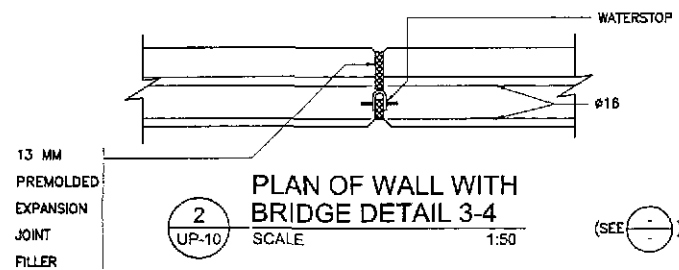 WATERSTOP
ø16
13 MM
PREMOLDED
EXPANSION
JOINT
FILLER
2
UP-10
PLAN OF WALL WITH
BRIDGE DETAIL 3-4
SCALE 1:50
(SEE - - )